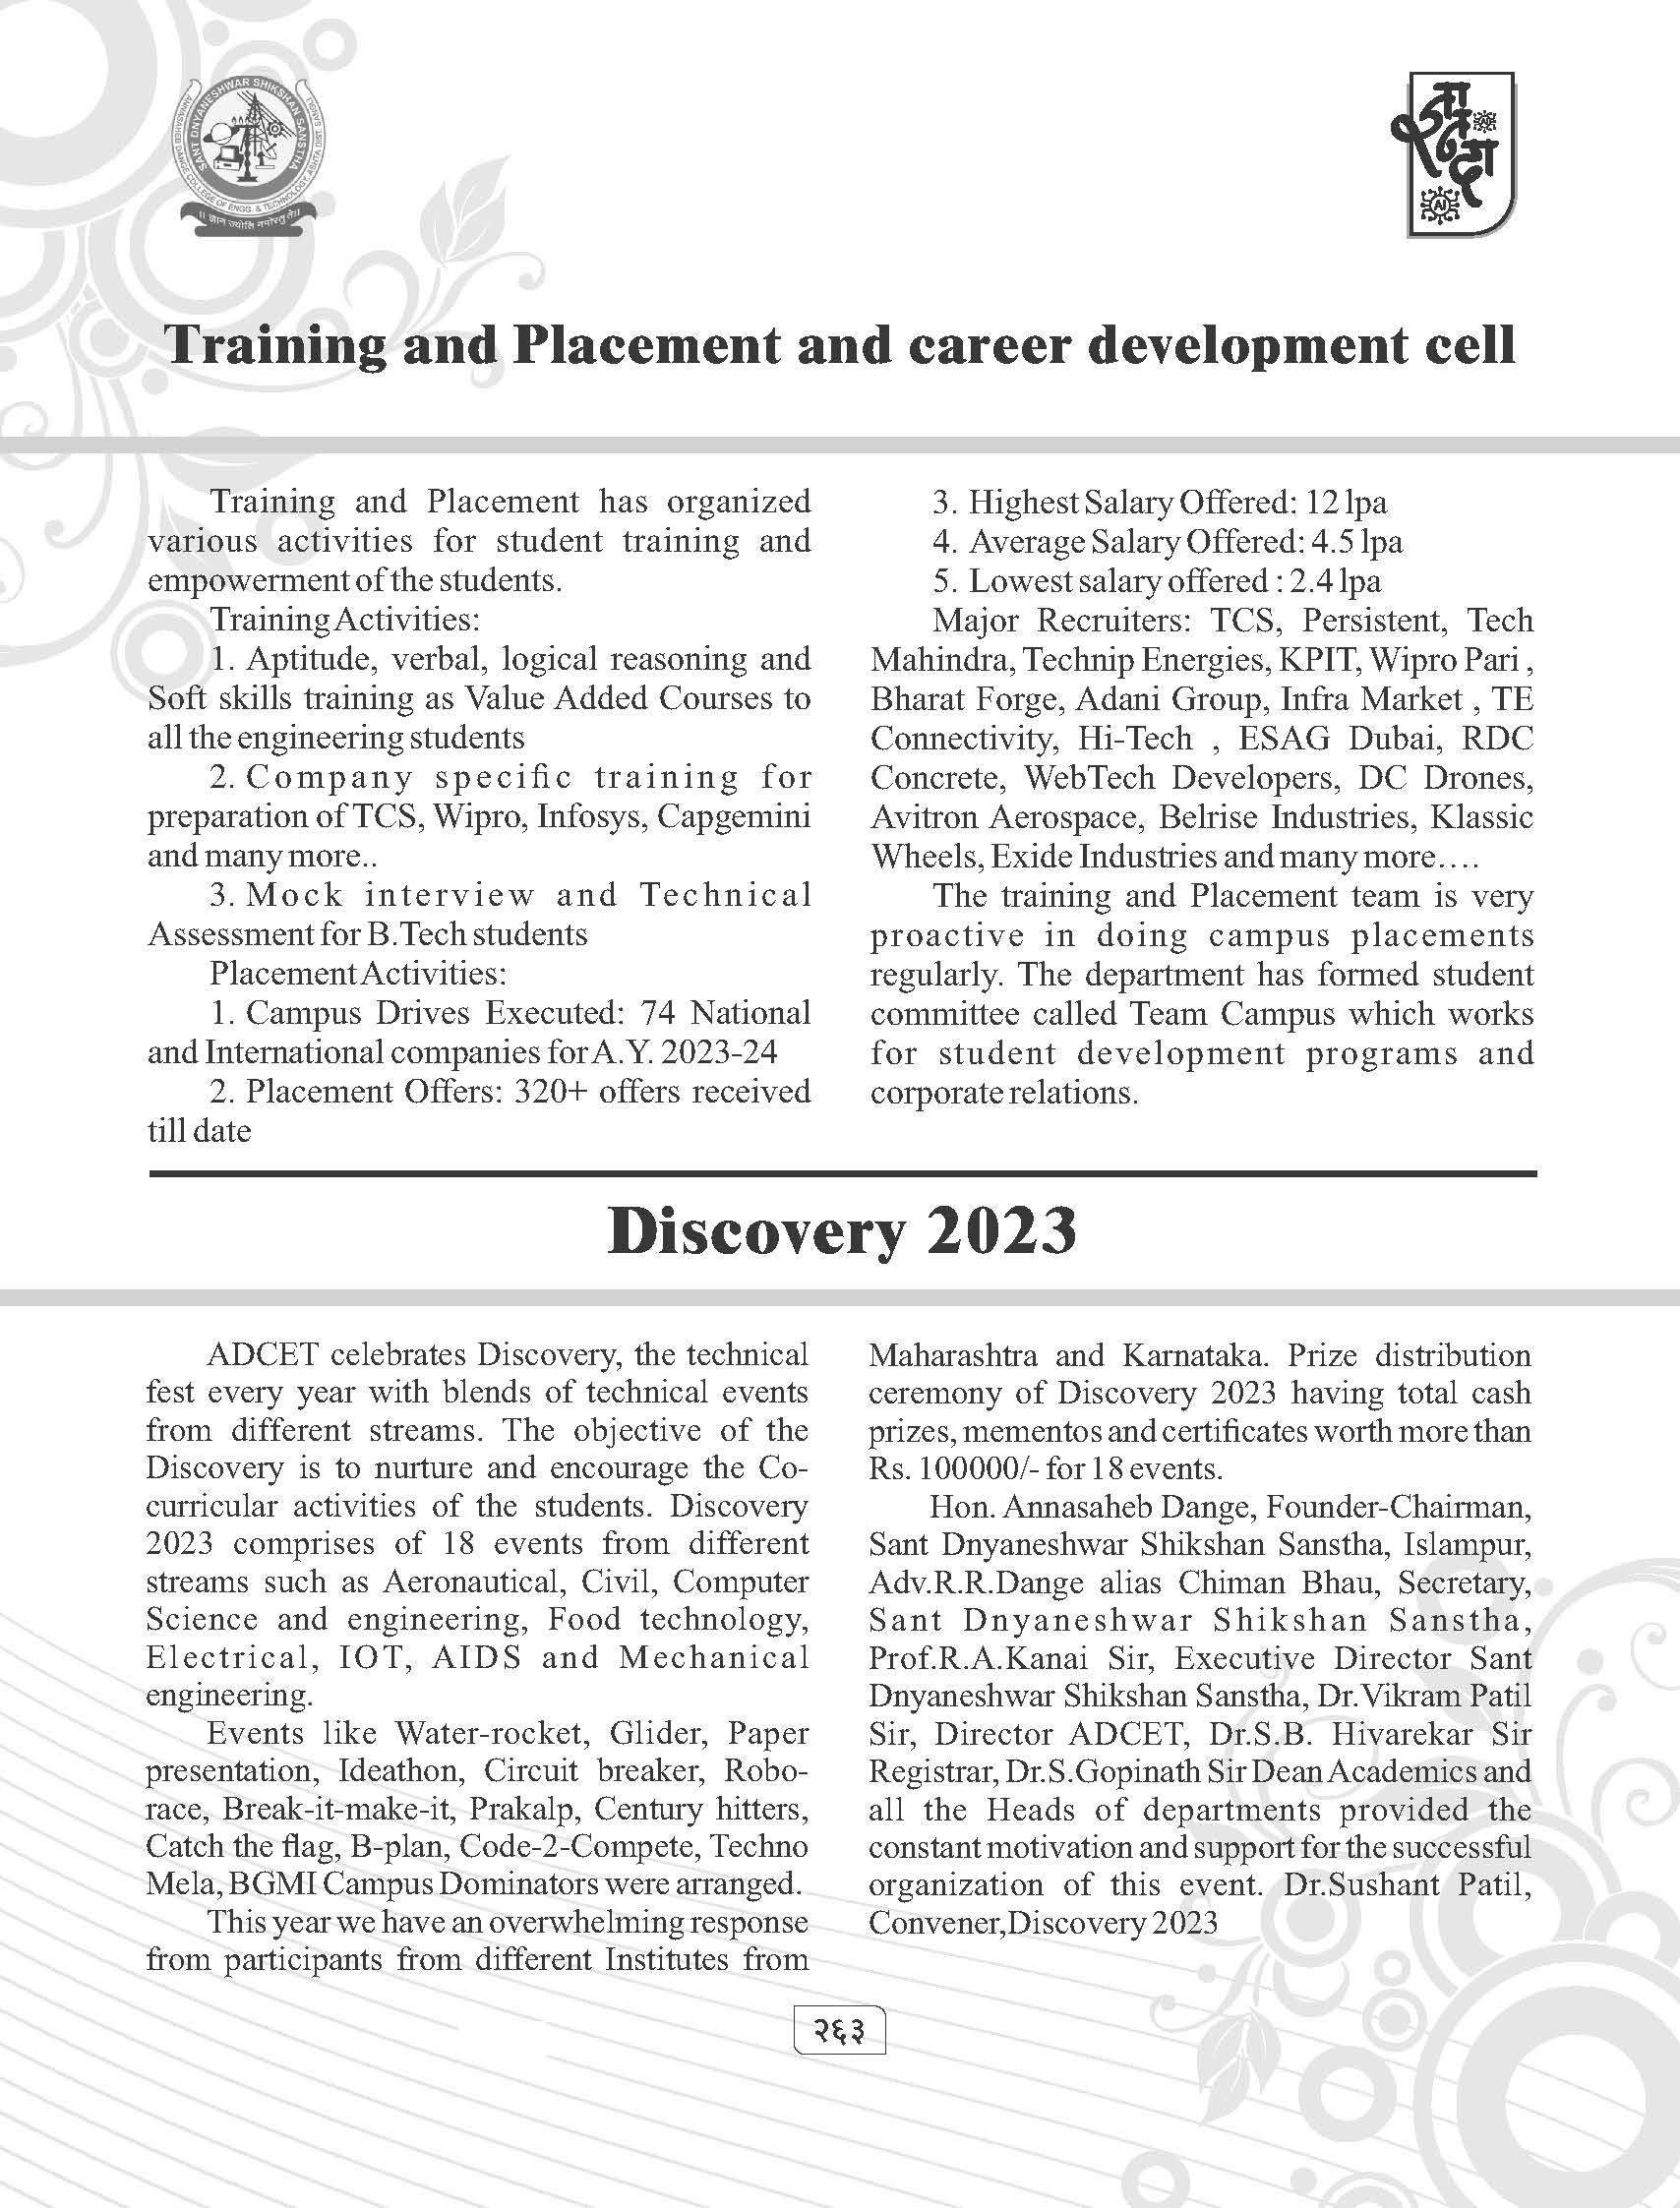 SANT DNYANESHWAR SHIKSHAN SANSTHA
ANNASAHEB DANGE COLLEGE OF ENGG. & TECHNOLOGY, ASHTA DIST. SANGLI
AI
AI
Training and Placement and career development cell
Training and Placement has organized
various activities for student training and
empowerment of the students.
Training Activities:
1. Aptitude, verbal, logical reasoning and
Soft skills training as Value Added Courses to
all the engineering students
2. Company specific training for
preparation of TCS, Wipro, Infosys, Capgemini
and many more..
3. Mock interview and Technical
Assessment for B.Tech students
Placement Activities:
1. Campus Drives Executed: 74 National
and International companies for A.Y. 2023-24
2. Placement Offers: 320+ offers received
till date
3. Highest Salary Offered: 12 lpa
4. Average Salary Offered: 4.5 lpa
5. Lowest salary offered : 2.4 lpa
Major Recruiters: TCS, Persistent, Tech
Mahindra, Technip Energies, KPIT, Wipro Pari ,
Bharat Forge, Adani Group, Infra Market , TE
Connectivity, Hi-Tech , ESAG Dubai, RDC
Concrete, WebTech Developers, DC Drones,
Avitron Aerospace, Belrise Industries, Klassic
Wheels, Exide Industries and many more….
The training and Placement team is very
proactive in doing campus placements
regularly. The department has formed student
committee called Team Campus which works
for student development programs and
corporate relations.
Discovery 2023
ADCET celebrates Discovery, the technical
fest every year with blends of technical events
from different streams. The objective of the
Discovery is to nurture and encourage the Co-
curricular activities of the students. Discovery
2023 comprises of 18 events from different
streams such as Aeronautical, Civil, Computer
Science and engineering, Food technology,
Electrical, IOT, AIDS and Mechanical
engineering.
Events like Water-rocket, Glider, Paper
presentation, Ideathon, Circuit breaker, Robo-
race, Break-it-make-it, Prakalp, Century hitters,
Catch the flag, B-plan, Code-2-Compete, Techno
Mela, BGMI Campus Dominators were arranged.
This year we have an overwhelming response
from participants from different Institutes from
Maharashtra and Karnataka. Prize distribution
ceremony of Discovery 2023 having total cash
prizes, mementos and certificates worth more than
Rs. 100000/- for 18 events.
Hon. Annasaheb Dange, Founder-Chairman,
Sant Dnyaneshwar Shikshan Sanstha, Islampur,
Adv.R.R.Dange alias Chiman Bhau, Secretary,
Sant Dnyaneshwar Shikshan Sanstha,
Prof.R.A.Kanai Sir, Executive Director Sant
Dnyaneshwar Shikshan Sanstha, Dr.Vikram Patil
Sir, Director ADCET, Dr.S.B. Hivarekar Sir
Registrar, Dr.S.Gopinath Sir Dean Academics and
all the Heads of departments provided the
constant motivation and support for the successful
organization of this event. Dr.Sushant Patil,
Convener,Discovery 2023
२६३